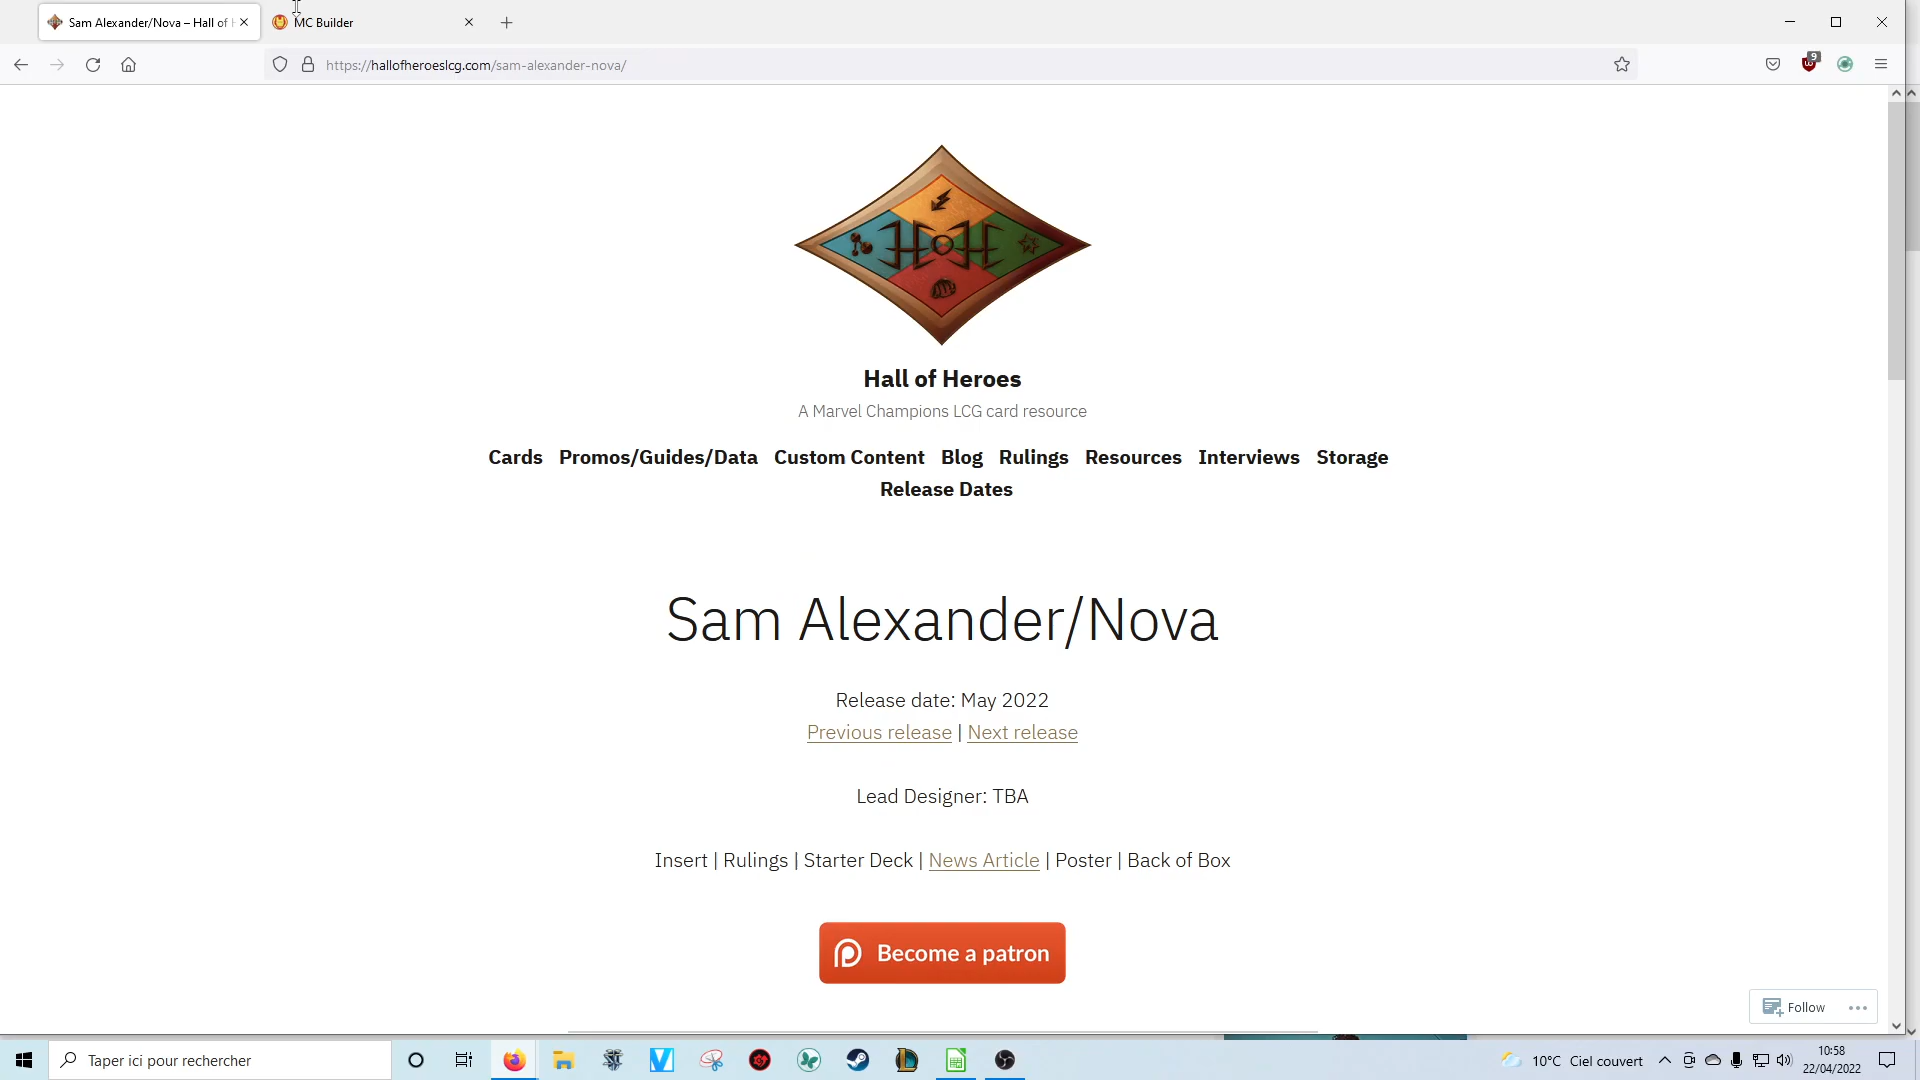 Sam Alexander/Nova – Hall of H
MC Builder
https://hallofheroeslcg.com/sam-alexander-nova/
9
HOH
Hall of Heroes
A Marvel Champions LCG card resource
Cards Promos/Guides/Data Custom Content Blog Rulings Resources Interviews Storage
Release Dates
Sam Alexander/Nova
Release date: May 2022
Previous release | Next release
Lead Designer: TBA
Insert | Rulings | Starter Deck | News Article | Poster | Back of Box
Become a patron
Follow
Taper ici pour rechercher
10°C Ciel couvert
10:58
22/04/2022